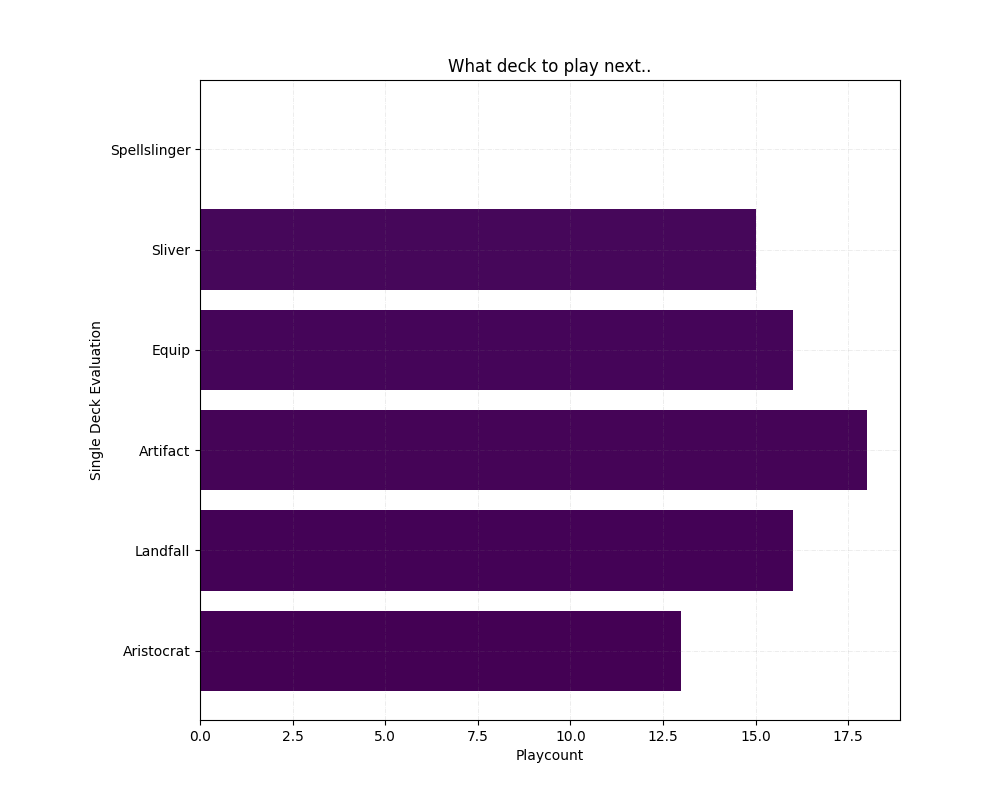 What deck to play next..
Spellslinger
Sliver
Equip
Artifact
Landfall
Aristocrat
Single Deck Evaluation
0.0 2.5 5.0 7.5 10.0 12.5 15.0 17.5
Playcount